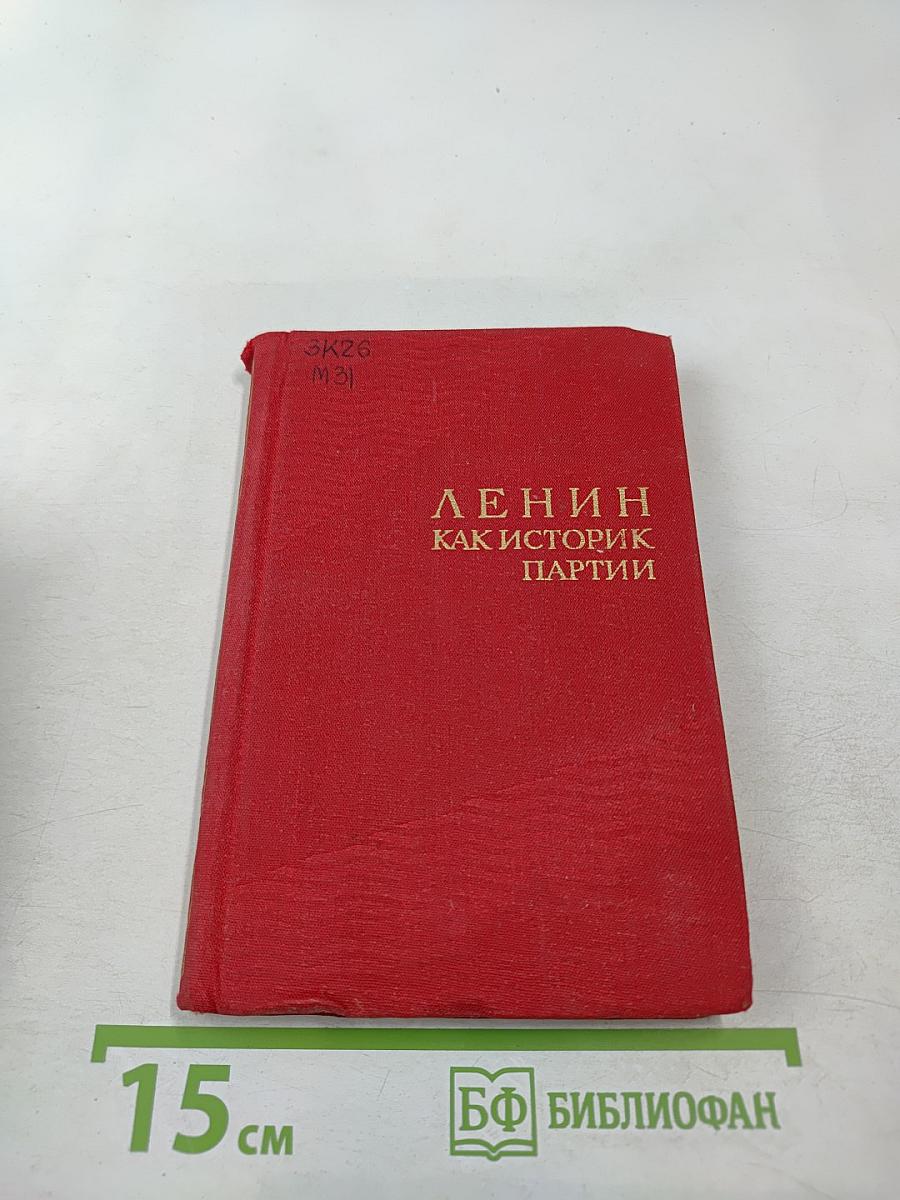 3К26
М31
ЛЕНИН
КАК ИСТОРИК
ПАРТИИ
15 см
БФ БИБЛИОФАН